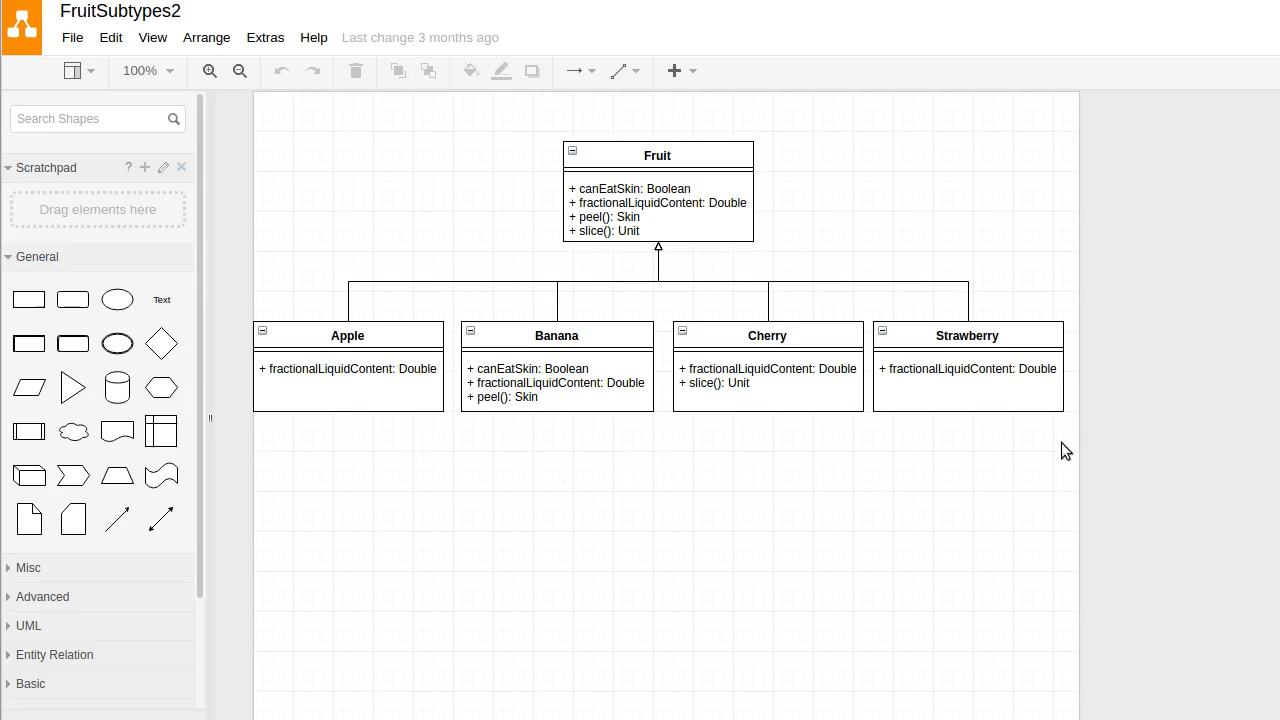 FruitSubtypes2
File Edit View Arrange Extras Help Last change 3 months ago
100%
Search Shapes
Scratchpad ?
Drag elements here
General
Text
Misc
Advanced
UML
Entity Relation
Basic
Fruit
+ canEatSkin: Boolean
+ fractionalLiquidContent: Double
+ peel(): Skin
+ slice(): Unit
Apple
+ fractionalLiquidContent: Double
Banana
+ canEatSkin: Boolean
+ fractionalLiquidContent: Double
+ peel(): Skin
Cherry
+ fractionalLiquidContent: Double
+ slice(): Unit
Strawberry
+ fractionalLiquidContent: Double